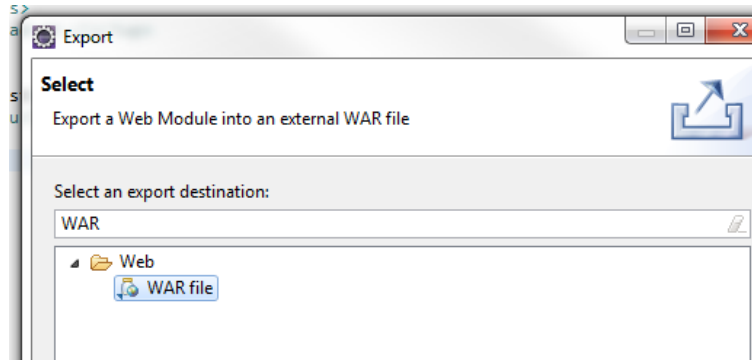 s>
Export
Select
Export a Web Module into an external WAR file
Select an export destination:
WAR
Web
WAR file